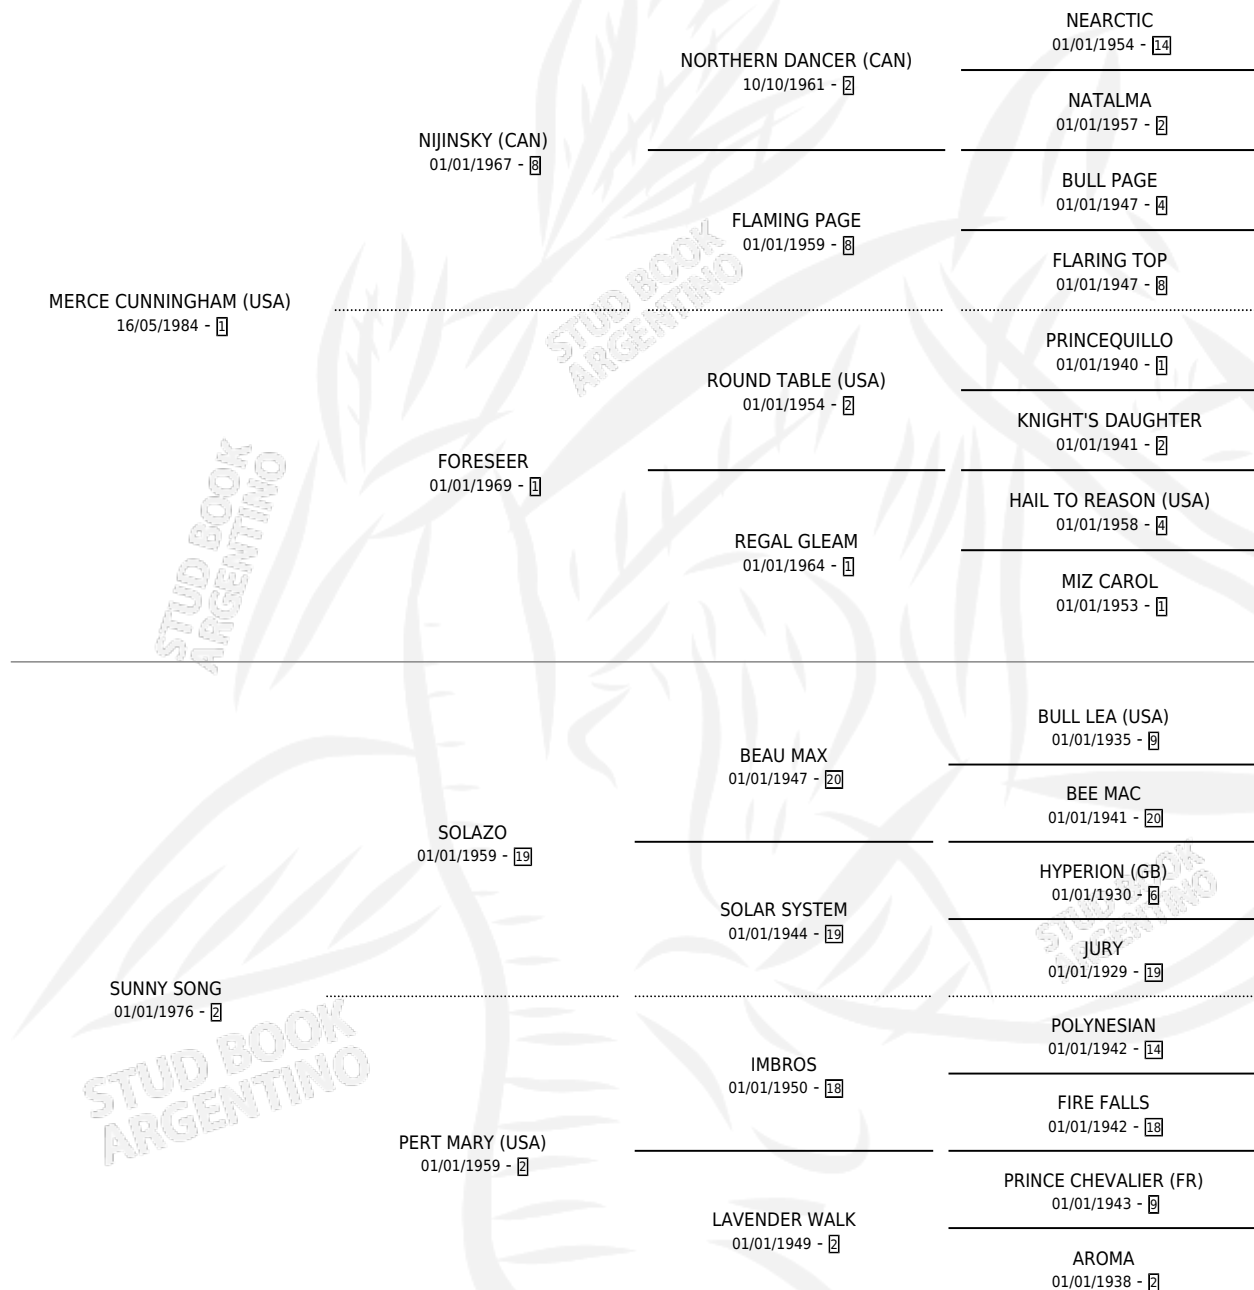 NEARCTIC
01/01/1954 - 14
NORTHERN DANCER (CAN)
10/10/1961 - 2
NATALMA
01/01/1957 - 2
NIJINSKY (CAN)
01/01/1967 - 8
BULL PAGE
01/01/1947 - 4
FLAMING PAGE
01/01/1959 - 8
FLARING TOP
01/01/1947 - 8
MERCE CUNNINGHAM (USA)
16/05/1984 - 1
PRINCEQUILLO
01/01/1940 - 1
ROUND TABLE (USA)
01/01/1954 - 2
KNIGHT'S DAUGHTER
01/01/1941 - 2
FORESEER
01/01/1969 - 1
HAIL TO REASON (USA)
01/01/1958 - 4
REGAL GLEAM
01/01/1964 - 1
MIZ CAROL
01/01/1953 - 1
BULL LEA (USA)
01/01/1935 - 9
BEAU MAX
01/01/1947 - 20
BEE MAC
01/01/1941 - 20
SOLAZO
01/01/1959 - 19
HYPERION (GB)
01/01/1930 - 6
SOLAR SYSTEM
01/01/1944 - 19
JURY
01/01/1929 - 19
SUNNY SONG
01/01/1976 - 2
POLYNESIAN
01/01/1942 - 14
IMBROS
01/01/1950 - 18
FIRE FALLS
01/01/1942 - 18
PERT MARY (USA)
01/01/1959 - 2
PRINCE CHEVALIER (FR)
01/01/1943 - 9
LAVENDER WALK
01/01/1949 - 2
AROMA
01/01/1938 - 2
STUD BOOK
ARGENTINO
STUD BOOK
ARGENTINO
STUD BOOK
ARGENTINO
STUD BOOK
ARGENTINO